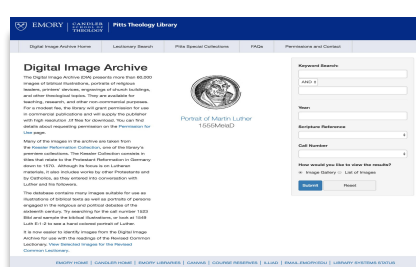 EMORY | CANDLER SCHOOL OF THEOLOGY | Pitts Theology Library
Digital Image Archive Home Lectionary Search Pitts Special Collections FAQs Permissions and Contact
Digital Image Archive
The Digital Image Archive (DIA) presents more than 60,000
images of biblical illustrations, portraits of religious
leaders, printers' devices, engravings of church buildings,
and other theological topics. They are available for
teaching, research, and other non-commercial purposes.
For a modest fee, the library will grant permission for use
in commercial publications and will supply the publisher
with high resolution .tif files for download. You can find
details about requesting permission on the Permission for
Use page.
Many of the images in the archive are taken from
the Kessler Reformation Collection, one of the library's
premiere collections. The Kessler Collection consists in
titles that relate to the Protestant Reformation in Germany
down to 1570. Although its focus is on Lutheran
materials, it also includes works by other Protestants and
by Catholics, as they entered into conversation with
Luther and his followers.
The database contains many images suitable for use as
illustrations of biblical texts as well as portraits of persons
engaged in the religious and political debates of the
sixteenth century. Try searching for the call number 1523
Bibl and sample the biblical illustrations, or look at 1549
Luth E:1-2 to see a hand colored portrait of Luther.
It is now easier to identify images from the Digital Image
Archive for use with the readings of the Revised Common
Lectionary. View Selected Images for the Revised
Common Lectionary.
Portrait of Martin Luther
1555MelaD
Keyword Search:
AND
Year:
Scripture Reference
Call Number
How would you like to view the results?
Image Gallery List of Images
Submit Reset
EMORY HOME | CANDLER HOME | EMORY LIBRARIES | CANVAS | COURSE RESERVES | ILLIAD | EMAIL.EMORY.EDU | LIBRARY SYSTEMS STATUS